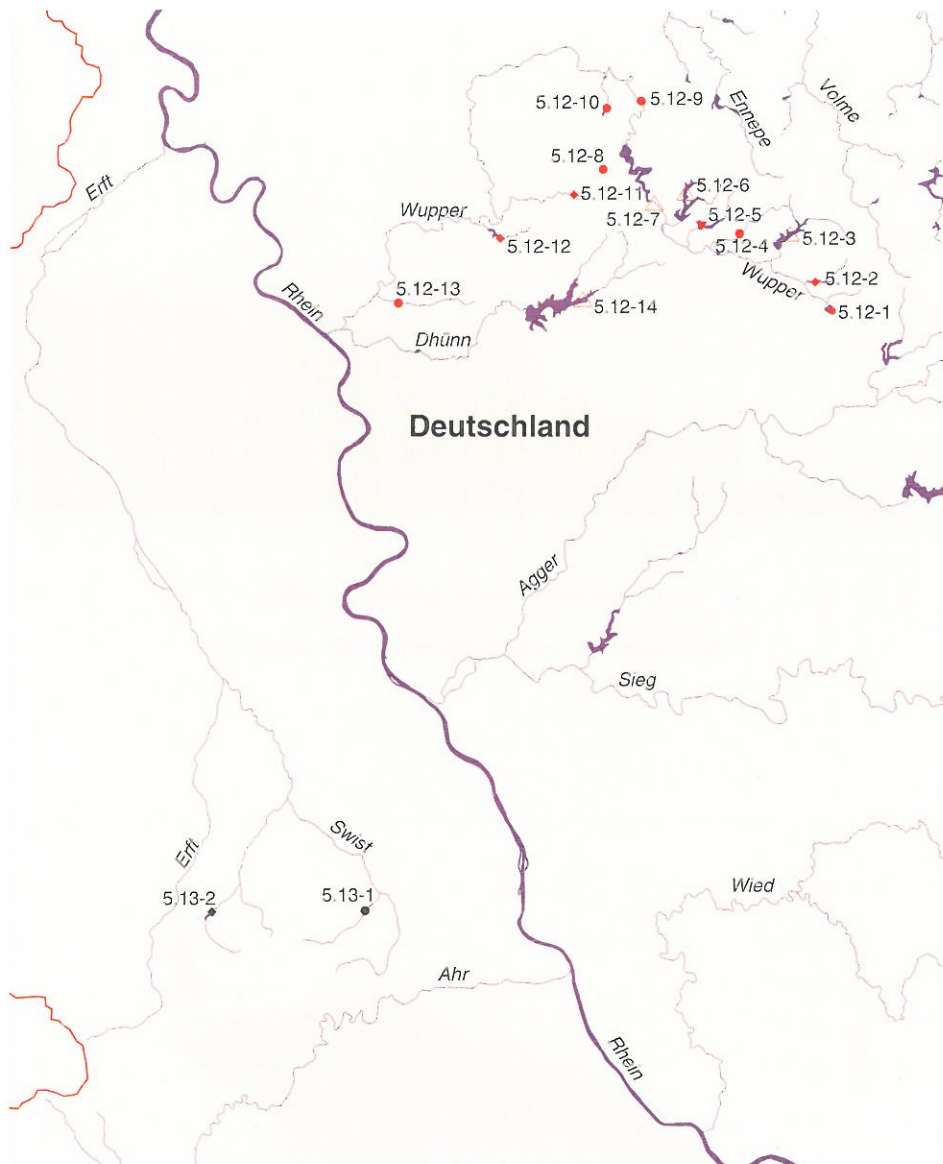 5.12-10
5.12-9
Ennepe
Volme
5.12-8
Erft
5.12-11
5.12-6
5.12-7
5.12-5
Wupper
5.12-4
5.12-3
5.12-12
Wupper
5.12-2
5.12-13
5.12-14
5.12-1
Rhein
Dhünn
Deutschland
Agger
Sieg
Swist
Erft
Wied
5.13-2
5.13-1
Ahr
Rhein